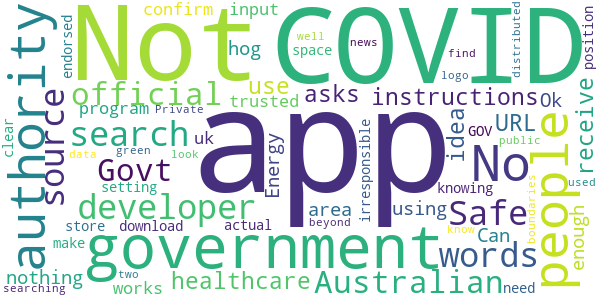 clear
authority
endorsed
Not
confirm
input
hog
space
well
news
logo
find
COVID
distributed
position
official
program
Private
trusted
use
asks
instructions
Ok
receive
source
search
uk
Energy
app
irresponsible
idea
GOV
URL
public
people
Govt
data
green
look
No
boundaries
used
setting
developer
area
using
knowing
Safe
enough
store
download
actual
beyond
Can
know
make
government
words
nothing
works
healthcare
Australian
need
searching
two